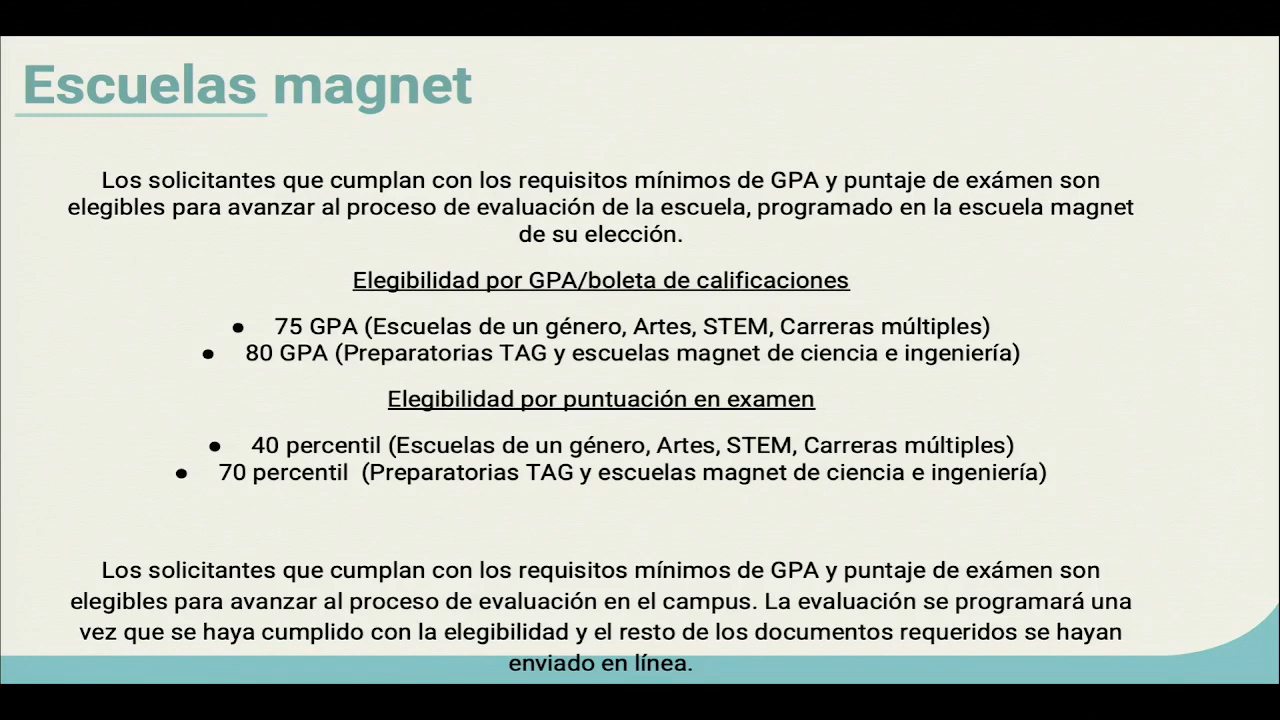 Escuelas magnet
Los solicitantes que cumplan con los requisitos mínimos de GPA y puntaje de exámen son
elegibles para avanzar al proceso de evaluación de la escuela, programado en la escuela magnet
de su elección.
Elegibilidad por GPA/boleta de calificaciones
● 75 GPA (Escuelas de un género, Artes, STEM, Carreras múltiples)
● 80 GPA (Preparatorias TAG y escuelas magnet de ciencia e ingeniería)
Elegibilidad por puntuación en examen
● 40 percentil (Escuelas de un género, Artes, STEM, Carreras múltiples)
● 70 percentil (Preparatorias TAG y escuelas magnet de ciencia e ingeniería)
Los solicitantes que cumplan con los requisitos mínimos de GPA y puntaje de exámen son
elegibles para avanzar al proceso de evaluación en el campus. La evaluación se programará una
vez que se haya cumplido con la elegibilidad y el resto de los documentos requeridos se hayan
enviado en línea.